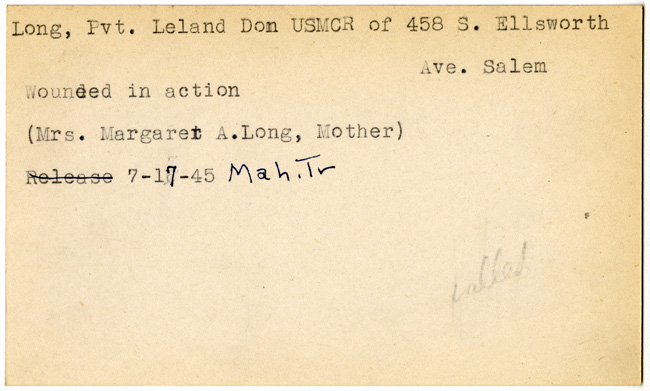 Long, Pvt. Leland Don USMCR of 458 S. Ellsworth
Ave. Salem
Wounded in action
(Mrs. Margaret A.Long, Mother)
Release 7-17-45 Mah.Tr